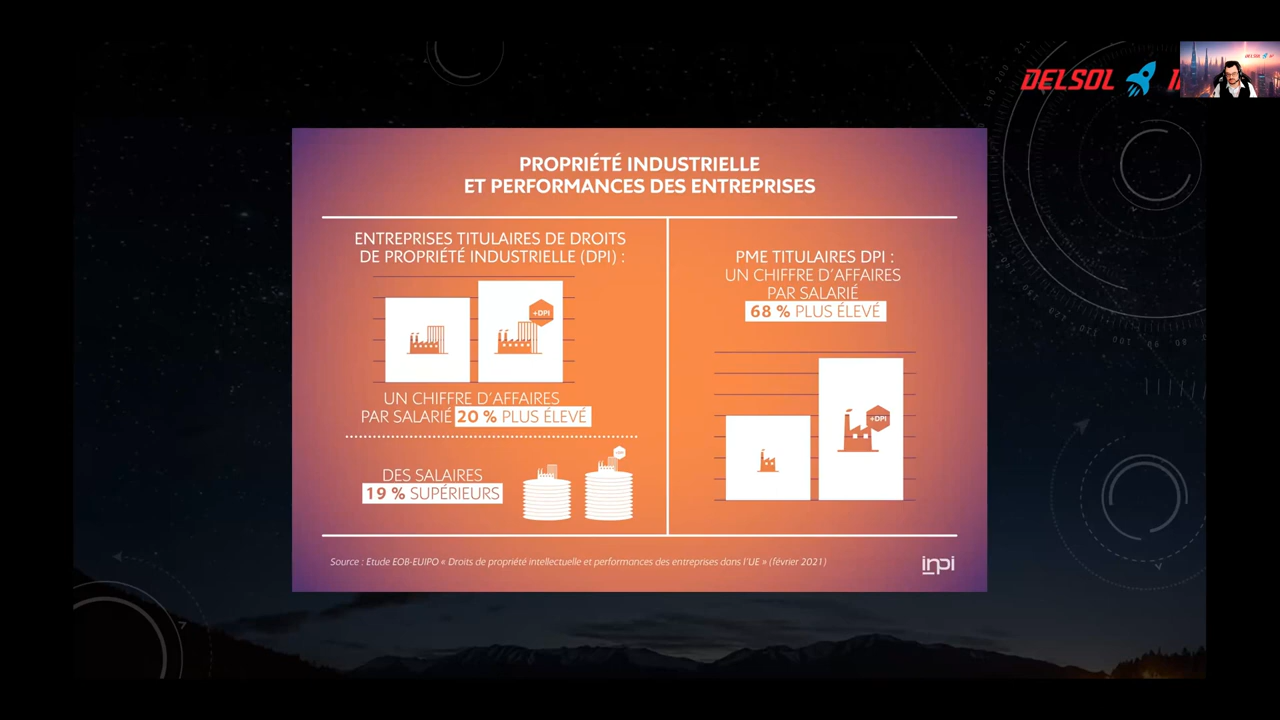 DELSOL
PROPRIÉTÉ INDUSTRIELLE
ET PERFORMANCES DES ENTREPRISES
ENTREPRISES TITULAIRES DE DROITS
DE PROPRIÉTÉ INDUSTRIELLE (DPI) :
+DPI
UN CHIFFRE D'AFFAIRES
PAR SALARIÉ 20 % PLUS ÉLEVÉ
DES SALAIRES
19 % SUPÉRIEURS
PME TITULAIRES DPI :
UN CHIFFRE D'AFFAIRES
PAR SALARIÉ
68 % PLUS ÉLEVÉ
+DPI
Source : Etude EOB-EUIPO « Droits de propriété intellectuelle et performances des entreprises dans l'UE » (février 2021)
inpi